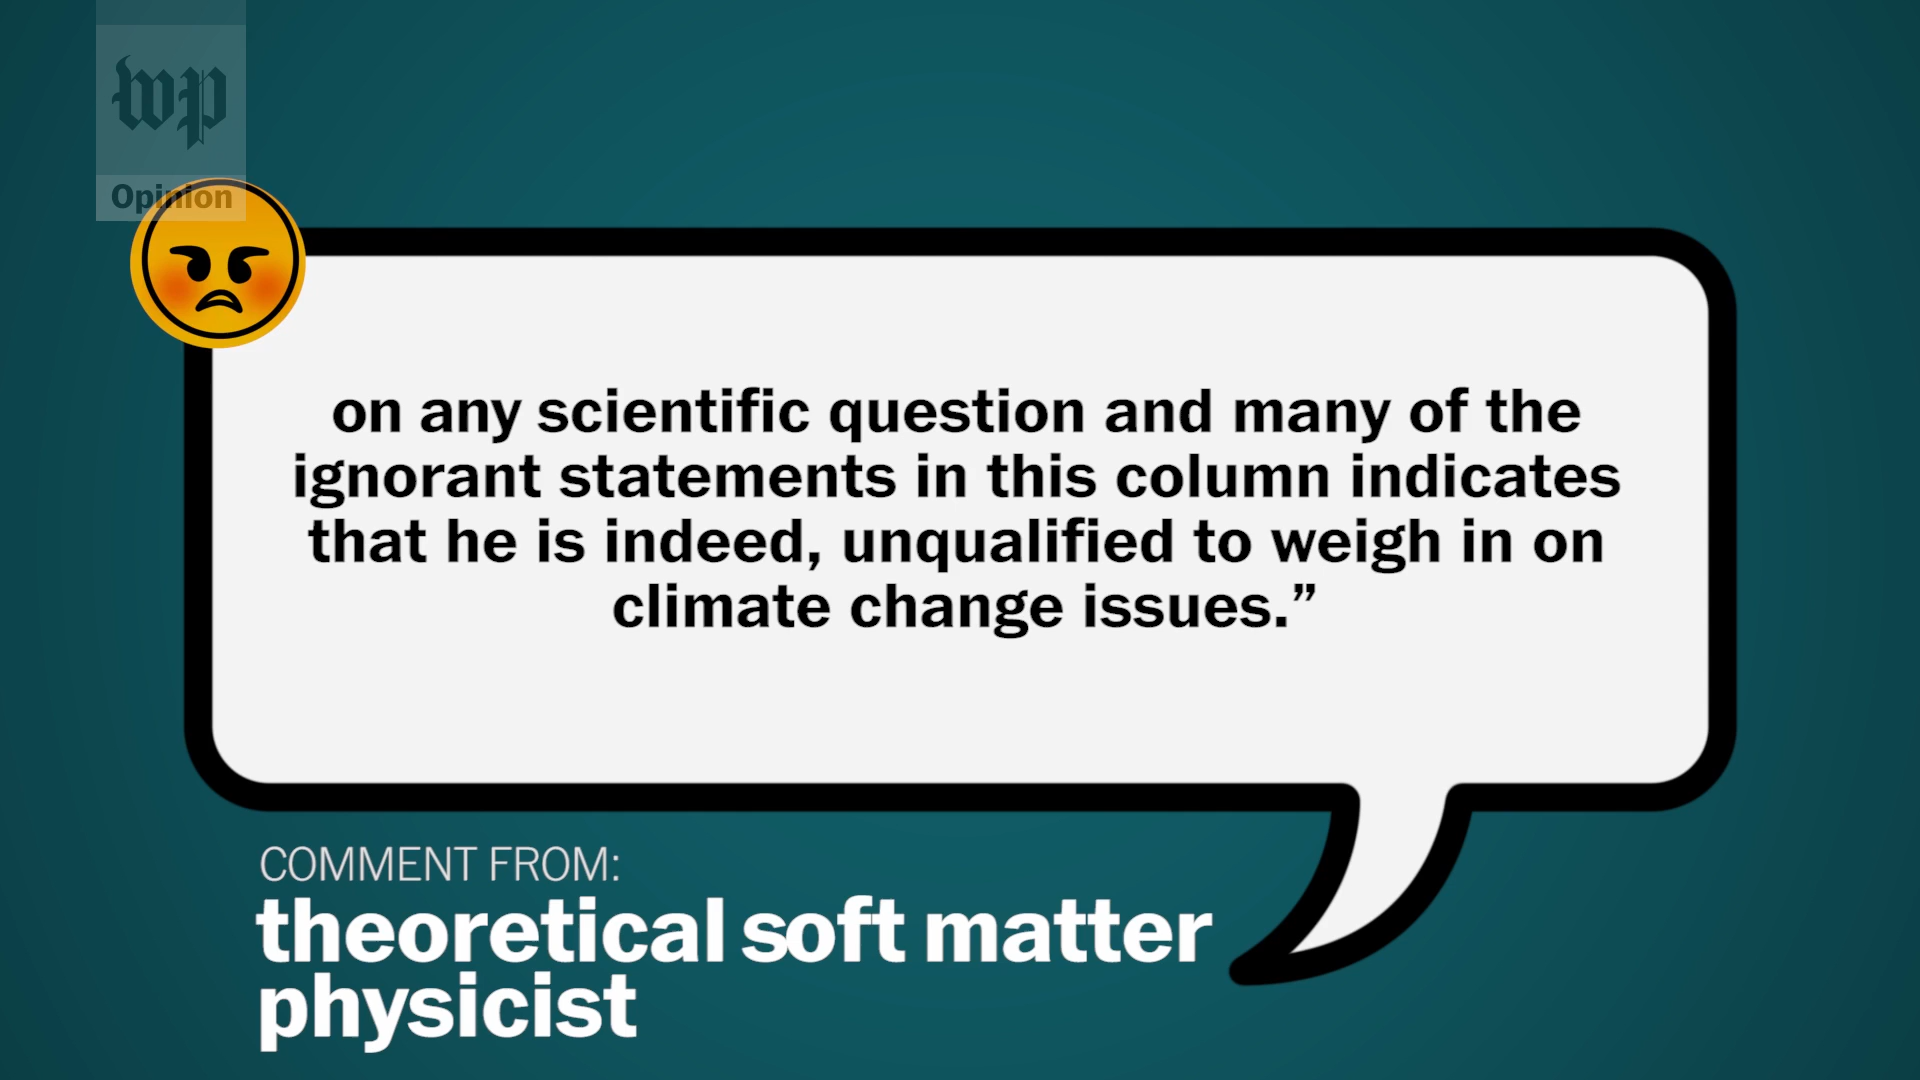 wp
Opinion
on any scientific question and many of the
ignorant statements in this column indicates
that he is indeed, unqualified to weigh in on
climate change issues.”
COMMENT FROM:
theoretical soft matter
physicist